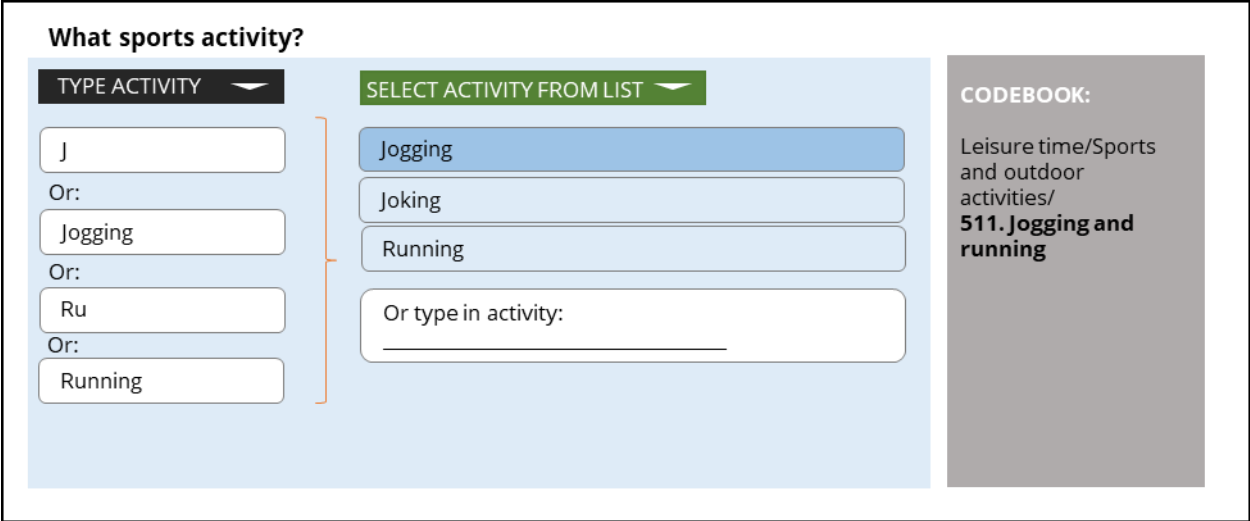 What sports activity?
TYPE ACTIVITY
J
Or:
Jogging
Or:
Ru
Or:
Running
SELECT ACTIVITY FROM LIST
Jogging
Joking
Running
Or type in activity:
CODEBOOK:
Leisure time/Sports
and outdoor
activities/
511. Jogging and
running